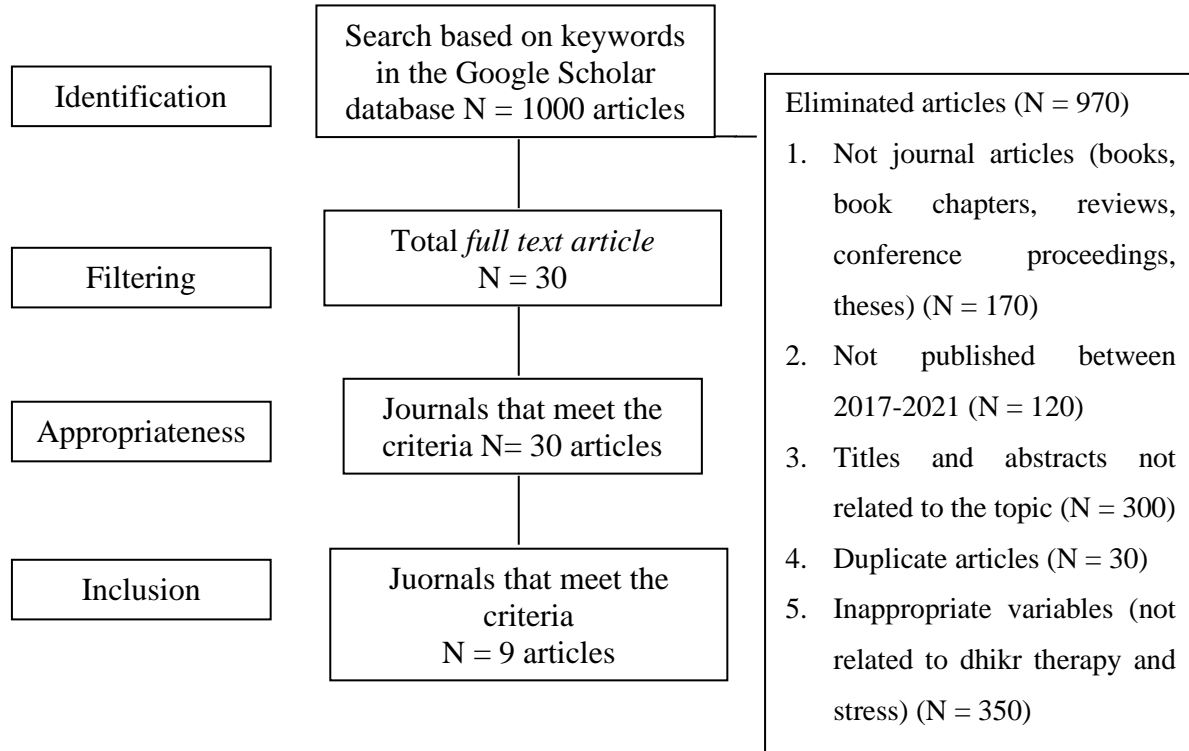 Identification
Search based on keywords
in the Google Scholar
database N = 1000 articles
Filtering
Total full text article
N = 30
Appropriateness
Journals that meet the
criteria N= 30 articles
Inclusion
Juornals that meet the
criteria
N = 9 articles
Eliminated articles (N = 970)
1. Not journal articles (books,
book chapters, reviews,
conference proceedings,
theses) (N = 170)
2. Not published between
2017-2021 (N = 120)
3. Titles and abstracts not
related to the topic (N = 300)
4. Duplicate articles (N = 30)
5. Inappropriate variables (not
related to dhikr therapy and
stress) (N = 350)